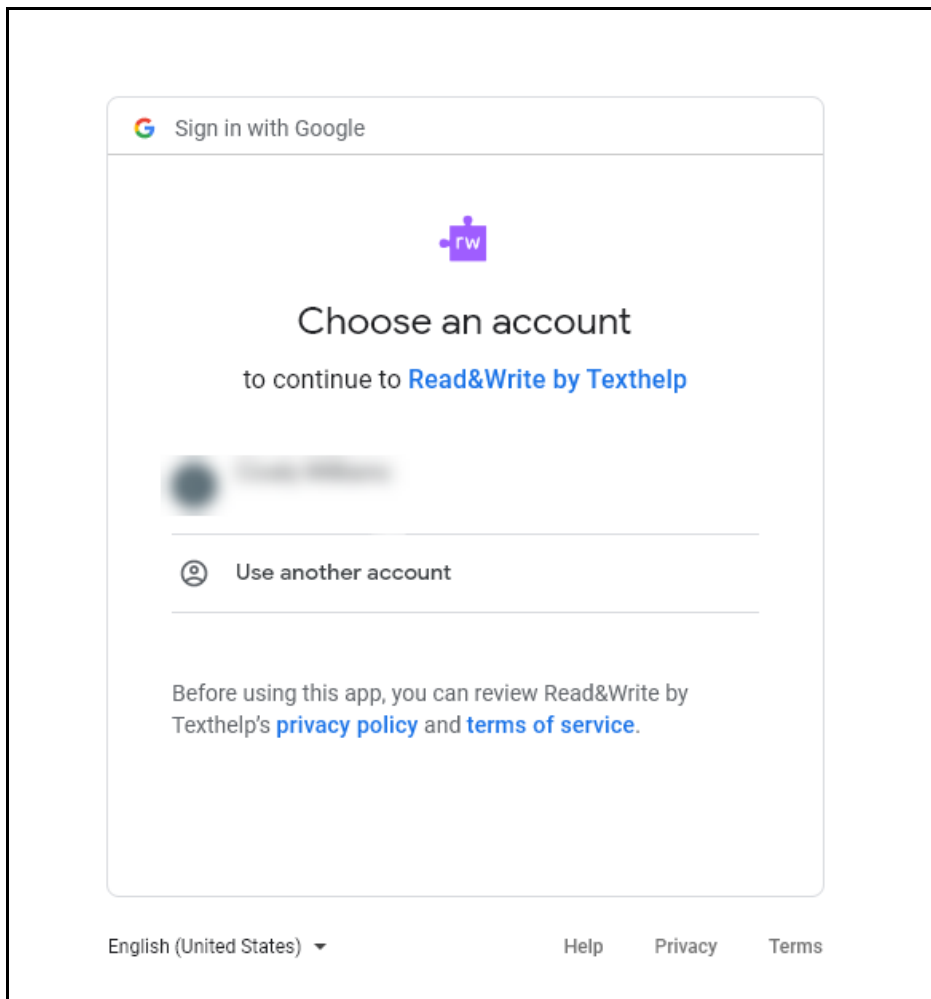 Sign in with Google
rw
Choose an account
to continue to Read&Write by Texthelp
Use another account
Before using this app, you can review Read&Write by
Texthelp’s privacy policy and terms of service.
English (United States)
Help Privacy Terms